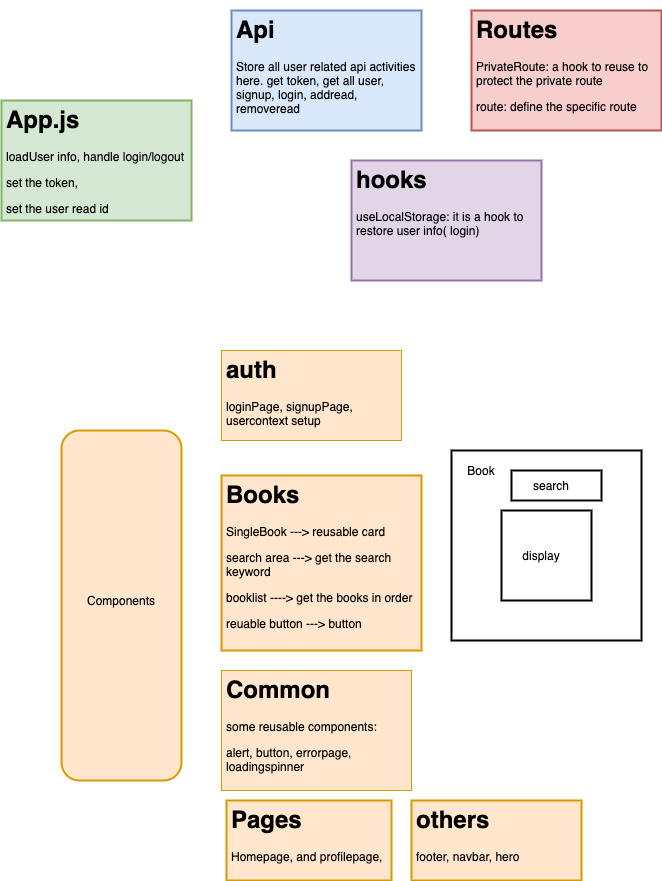 Api
Store all user related api activities
here. get token, get all user,
signup, login, addread,
removeread
Routes
PrivateRoute: a hook to reuse to
protect the private route
route: define the specific route
App.js
loadUser info, handle login/logout
set the token,
set the user read id
hooks
useLocalStorage: it is a hook to
restore user info( login)
auth
loginPage, signupPage,
usercontext setup
Components
Books
SingleBook ---> reusable card
search area ---> get the search
keyword
booklist ----> get the books in order
reuable button ---> button
Book
search
display
Common
some reusable components:
alert, button, errorpage,
loadingspinner
Pages
Homepage, and profilepage,
others
footer, navbar, hero